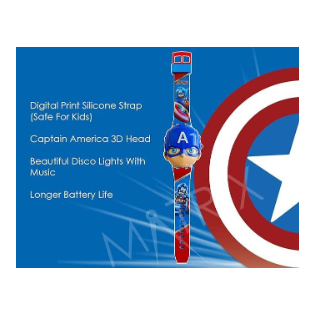 Digital Print Silicone Strap
(Safe For Kids)
Captain America 3D Head
A
Beautiful Disco Lights With
Music
Longer Battery Life
MATRIX